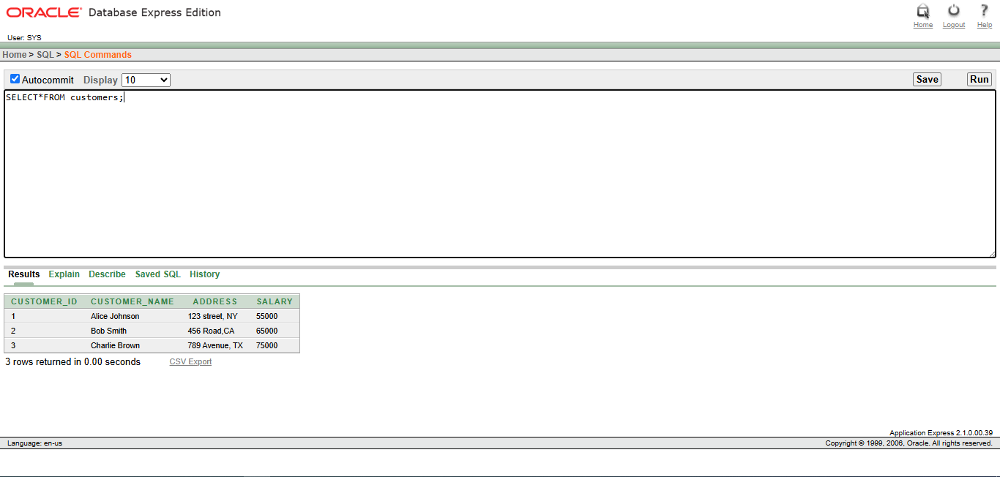 ORACLE® Database Express Edition
Home Logout Help
User: SYS
Home > SQL > SQL Commands
Autocommit Display 10 Save Run
SELECT*FROM customers;
Results Explain Describe Saved SQL History
CUSTOMER_ID CUSTOMER_NAME ADDRESS SALARY
1 Alice Johnson 123 street, NY 55000
2 Bob Smith 456 Road,CA 65000
3 Charlie Brown 789 Avenue, TX 75000
3 rows returned in 0.00 seconds CSV Export
Application Express 2.1.0.00.39
Language: en-us Copyright © 1999, 2006, Oracle. All rights reserved.